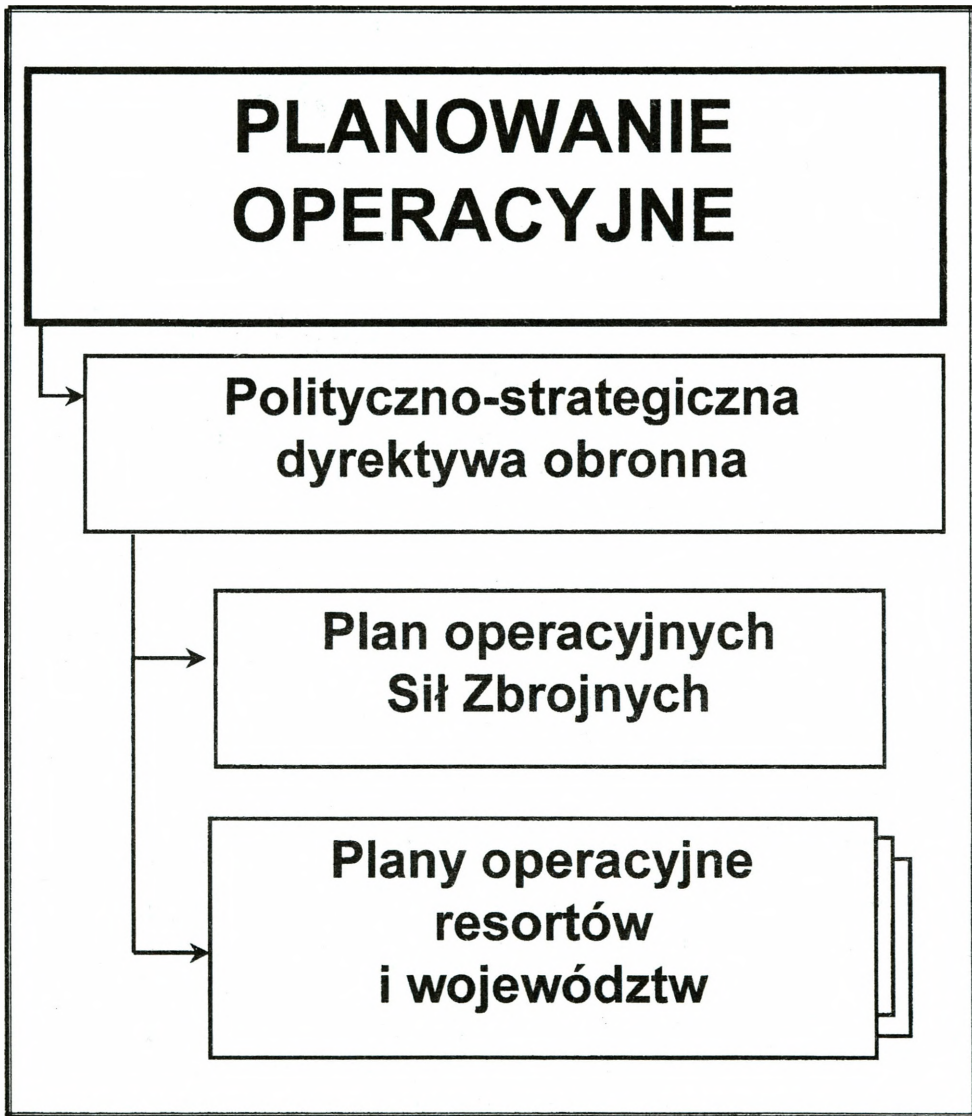 PLANOWANIE
OPERACYJNE
Polityczno-strategiczna
dyrektywa obronna
Plan operacyjnych
Sił Zbrojnych
Plany operacyjne
resortów
i województw